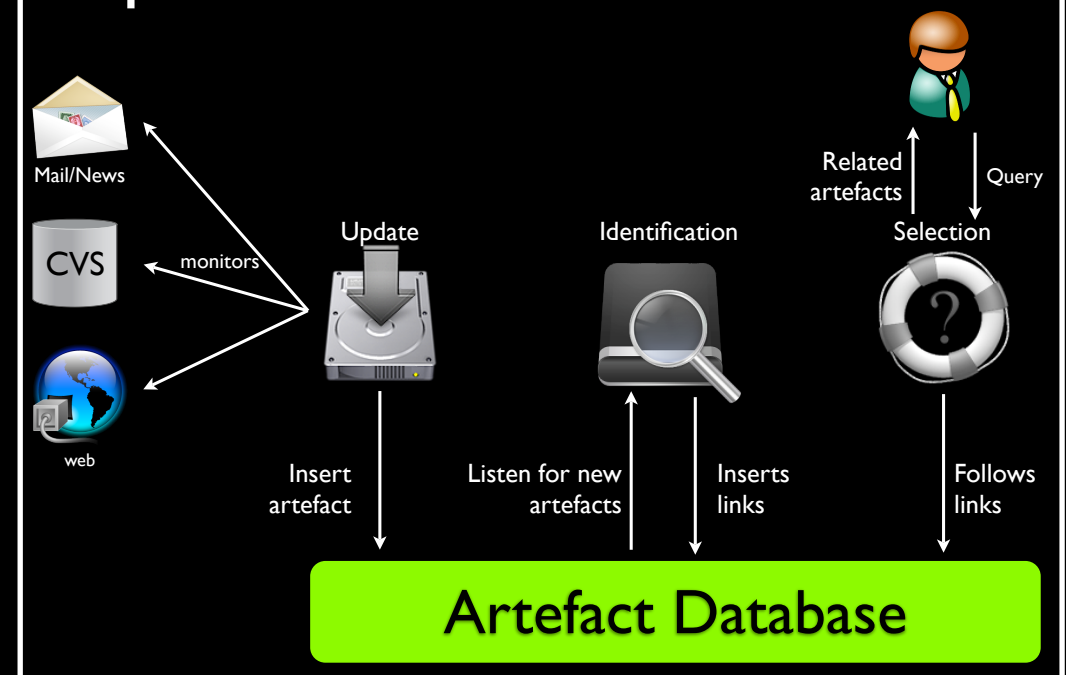 Mail/News
CVS
web
monitors
Update
Insert
artefact
Identification
Listen for new
artefacts
Inserts
links
Related
artefacts
Query
Selection
?
Follows
links
Artefact Database